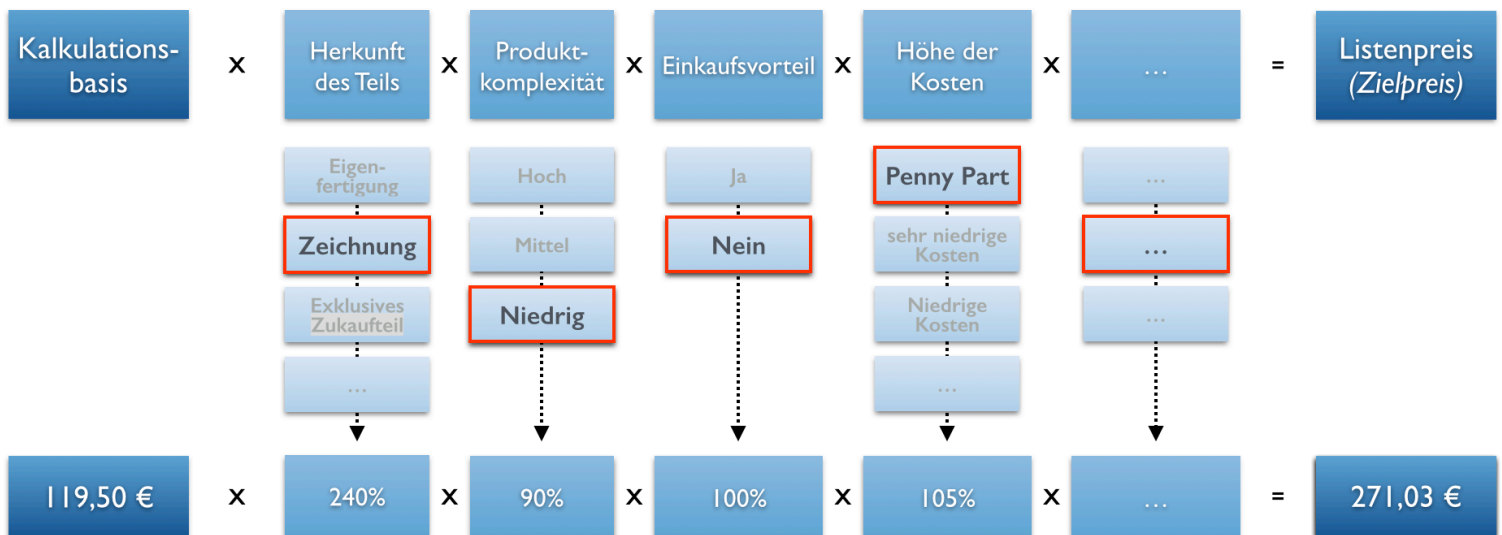 Kalkulations-
basis
x
Herkunft
des Teils
x
Produkt-
komplexität
x
Einkaufsvorteil
x
Höhe der
Kosten
x
…
=
Listenpreis
(Zielpreis)
Eigen-
fertigung
Hoch
Ja
Penny Part
...
Zeichnung
Mittel
Nein
sehr niedrige
Kosten
...
Exklusives
Zukaufteil
Niedrig
Niedrige
Kosten
...
...
...
119,50 €
x
240%
x
90%
x
100%
x
105%
x
…
=
271,03 €